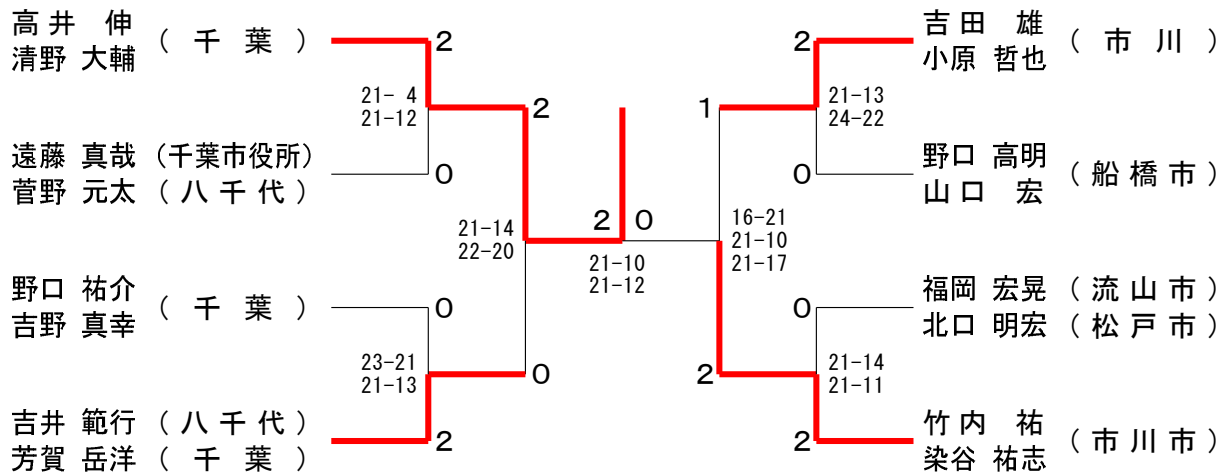 高井 伸 (千葉) 2
清野 大輔
21- 4
21-12
2
遠藤 真哉 (千葉市役所)
菅野 元太 (八千代)
0
21-14
22-20
野口 祐介 (千葉) 0
吉野 真幸
23-21
21-13
0
吉井 範行 (八千代)
芳賀 岳洋 (千葉)
2
2 0
21-10
21-12
2 吉田 雄 (市川)
小原 哲也
1
21-13
24-22
0 野口 高明 (船橋市)
山口 宏
16-21
21-10
21-17
0 福岡 宏晃 (流山市)
北口 明宏 (松戸市)
2
21-14
21-11
2 竹内 祐 (市川市)
染谷 祐志